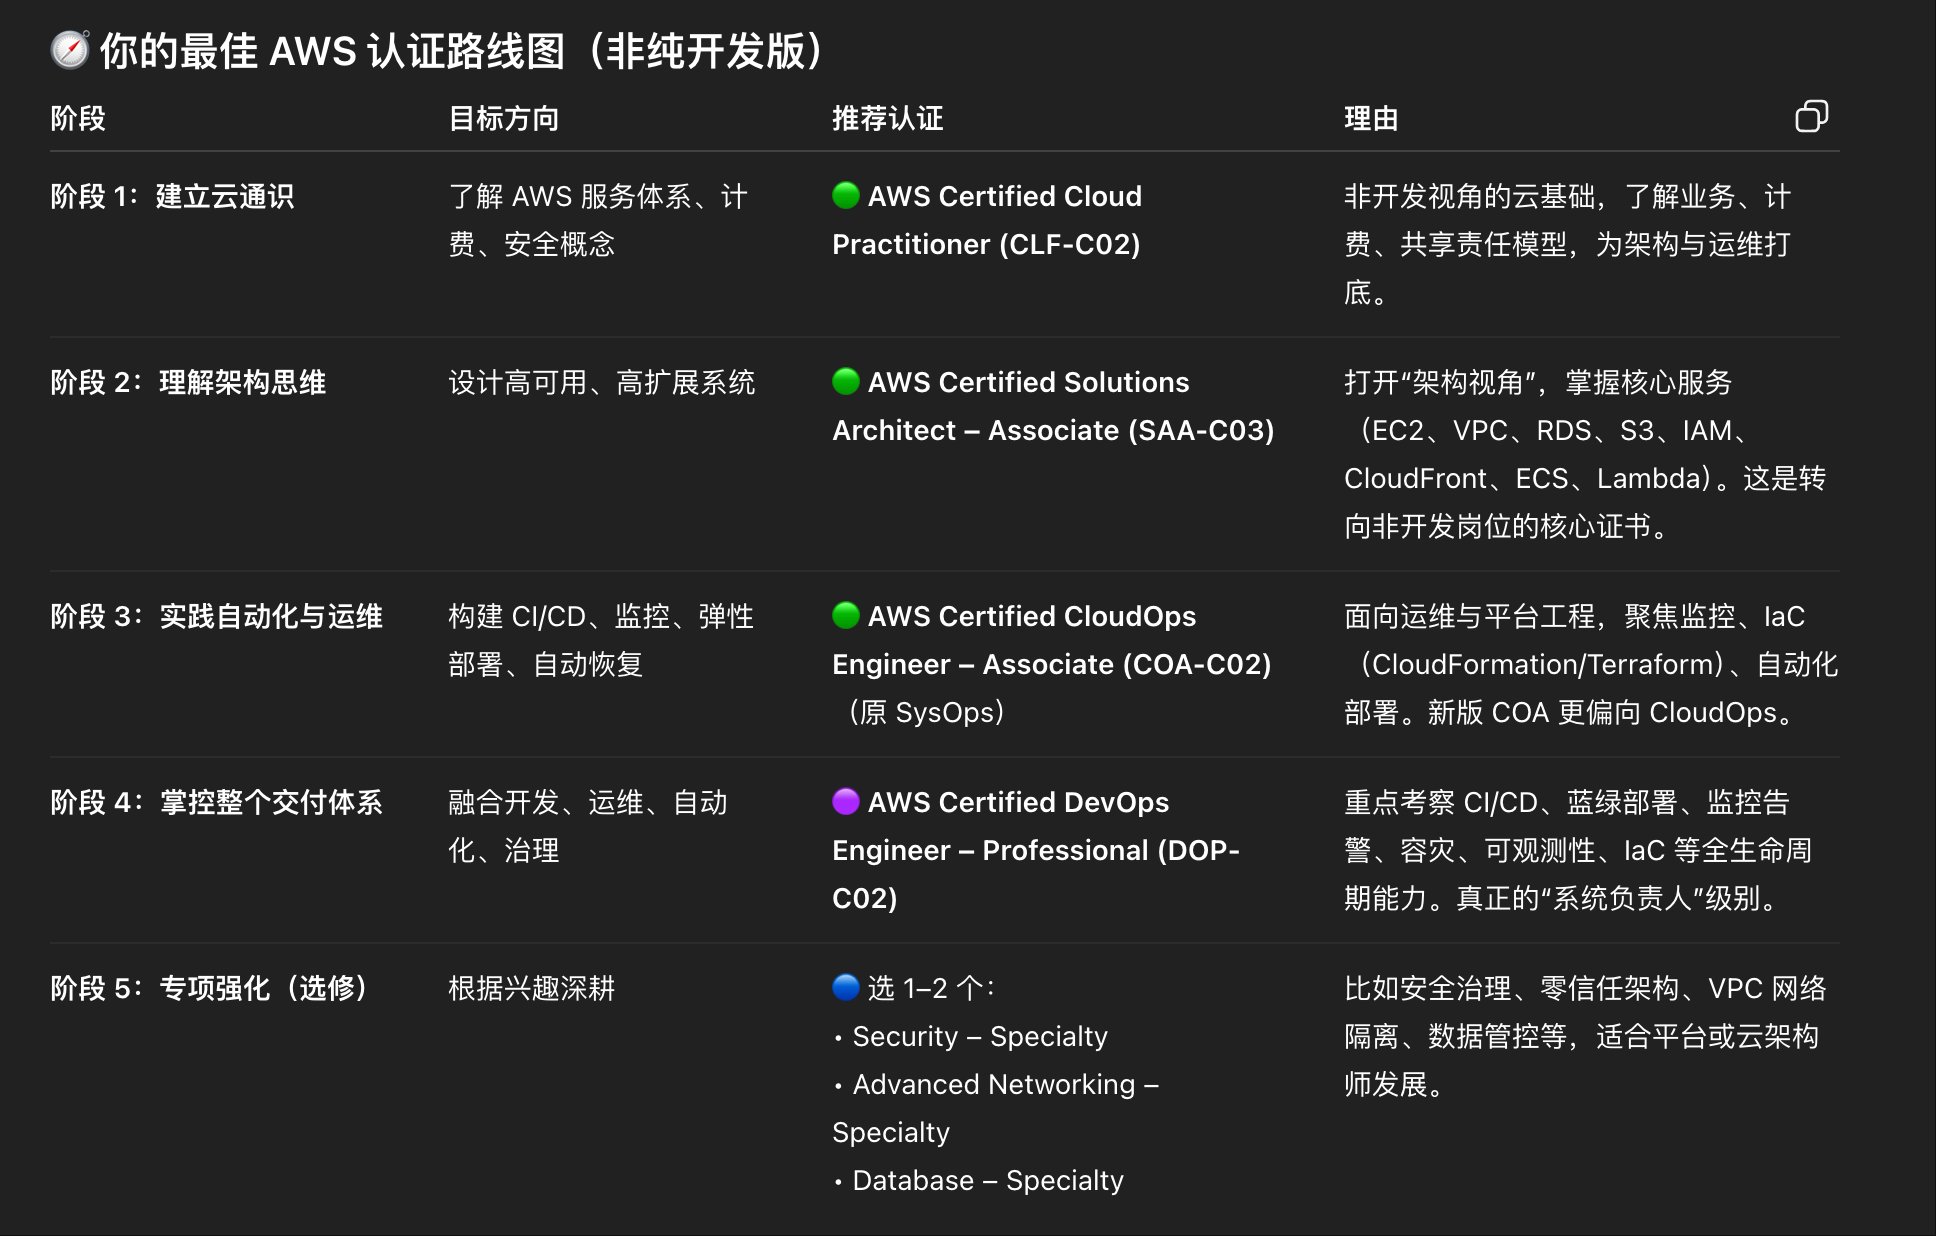 🧭 你的最佳 AWS 认证路线图（非纯开发版）
阶段
目标方向
推荐认证
理由
阶段 1：建立云通识
了解 AWS 服务体系、计
费、安全概念
🟢 AWS Certified Cloud
Practitioner (CLF-C02)
非开发视角的云基础，了解业务、计
费、共享责任模型，为架构与运维打
底。
阶段 2：理解架构思维
设计高可用、高扩展系统
🟢 AWS Certified Solutions
Architect – Associate (SAA-C03)
打开“架构视角”，掌握核心服务
（EC2、VPC、RDS、S3、IAM、
CloudFront、ECS、Lambda）。这是转
向非开发岗位的核心证书。
阶段 3：实践自动化与运维
构建 CI/CD、监控、弹性
部署、自动恢复
🟢 AWS Certified CloudOps
Engineer – Associate (COA-C02)
（原 SysOps）
面向运维与平台工程，聚焦监控、IaC
（CloudFormation/Terraform）、自动化
部署。新版 COA 更偏向 CloudOps。
阶段 4：掌控整个交付体系
融合开发、运维、自动
化、治理
🟣 AWS Certified DevOps
Engineer – Professional (DOP-
C02)
重点考察 CI/CD、蓝绿部署、监控告
警、容灾、可观测性、IaC 等全生命周
期能力。真正的“系统负责人”级别。
阶段 5：专项强化（选修）
根据兴趣深耕
🔵 选 1–2 个：
• Security – Specialty
• Advanced Networking –
Specialty
• Database – Specialty
比如安全治理、零信任架构、VPC 网络
隔离、数据管控等，适合平台或云架构
师发展。